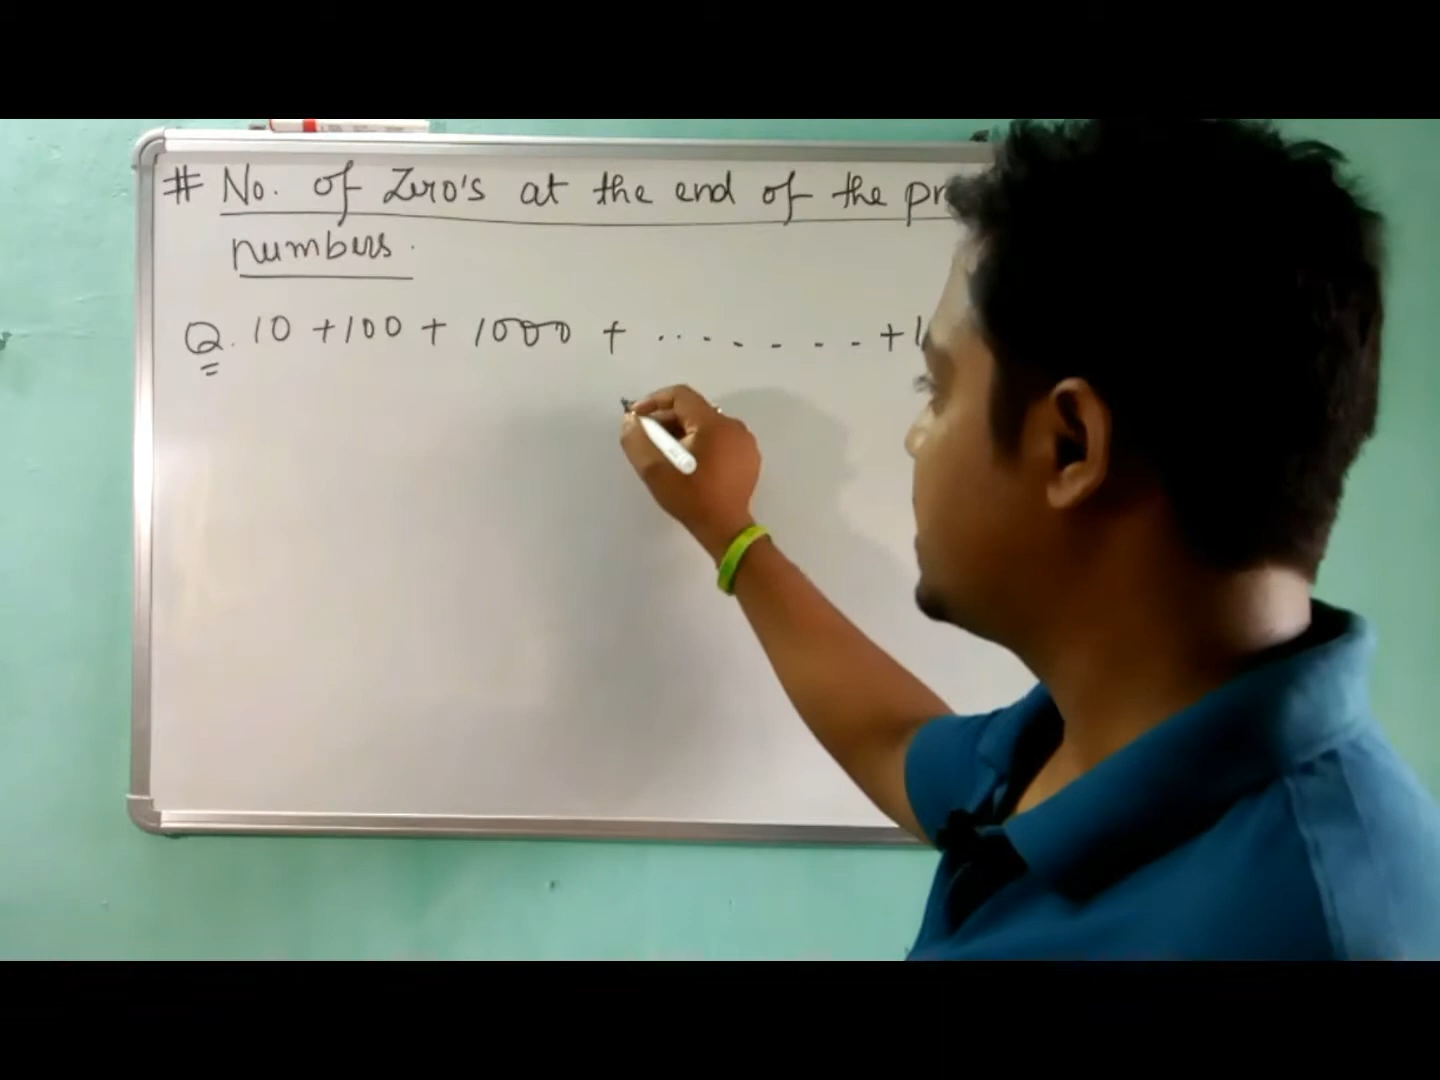 # No. of Zero's at the end of the
numbers.
Q. 10 + 100 + 1000 + ........ +